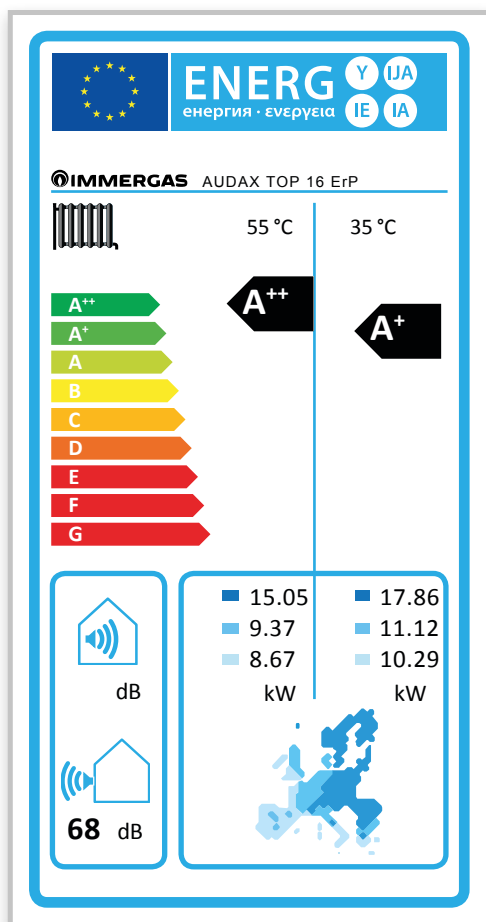 ENERG Y IJA
енергия · ενεργεια IE IA
IMMERGAS AUDAX TOP 16 ErP
55 °C 35 °C
A++ A++
A+ A+
A
B
C
D
E
F
G
15.05 17.86
9.37 11.12
8.67 10.29
dB kW kW
68 dB